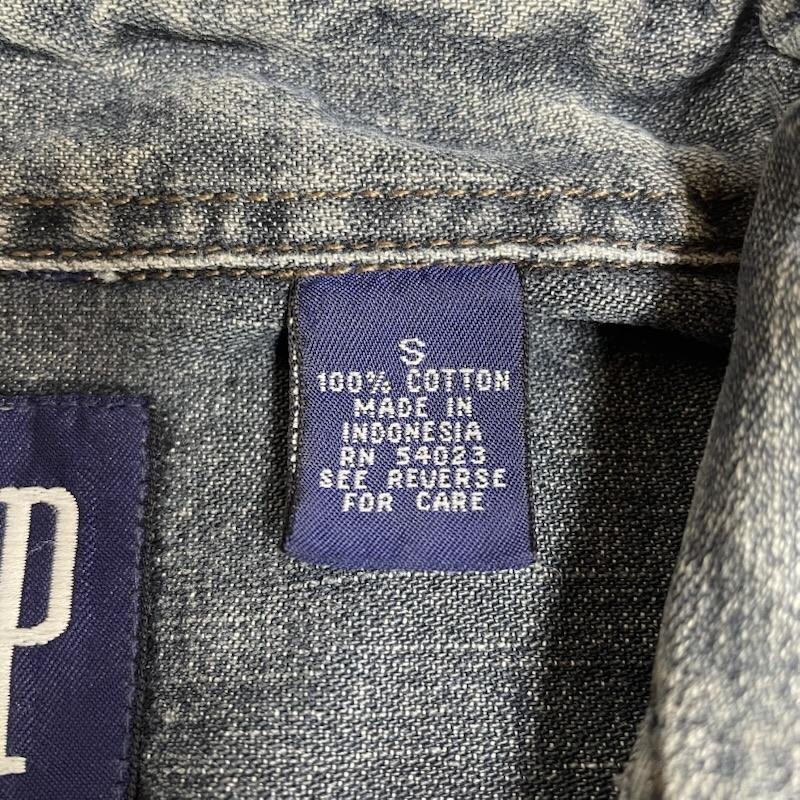 S
100% COTTON
MADE IN
INDONESIA
RN 54023
SEE REVERSE
FOR CARE
P